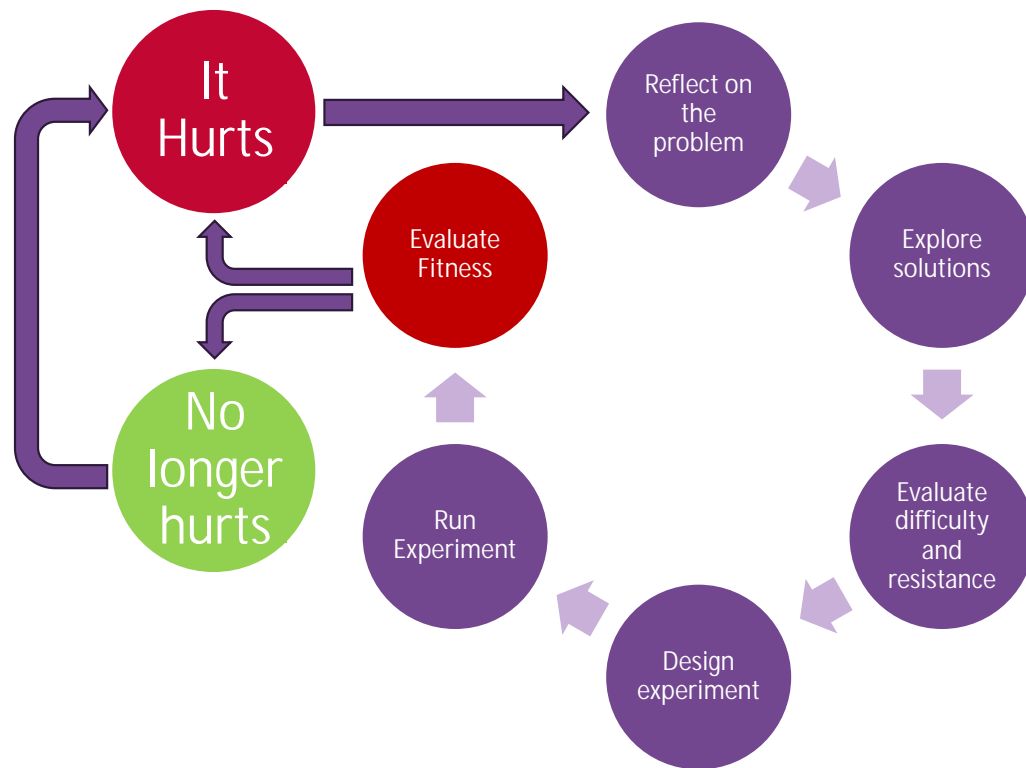 It
Hurts
Reflect on
the
problem
Evaluate
Fitness
Explore
solutions
No
longer
hurts
Run
Experiment
Evaluate
difficulty
and
resistance
Design
experiment